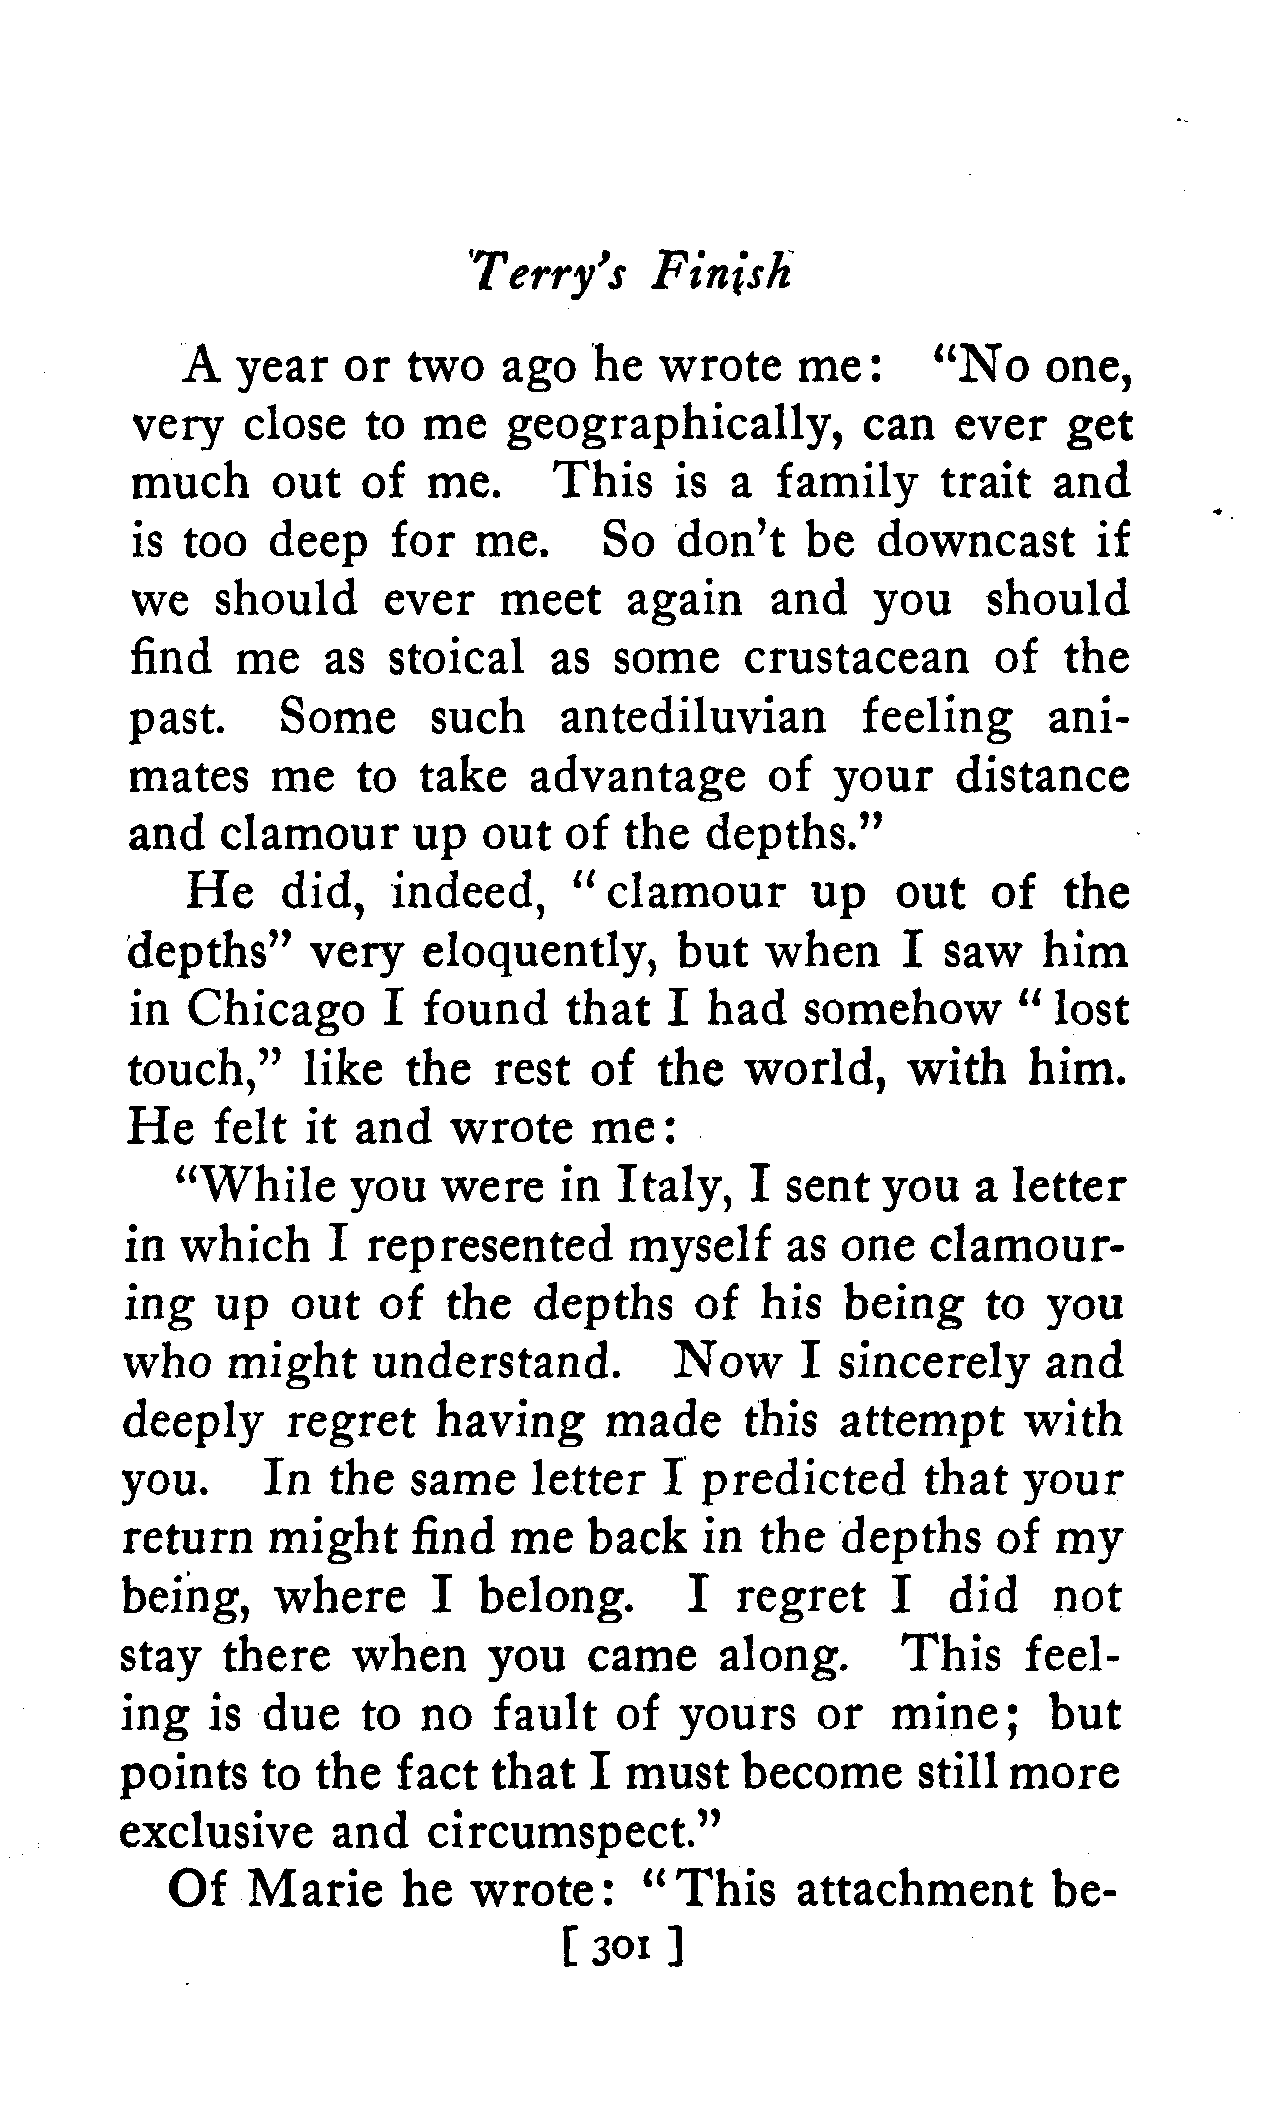 Terry's Finish
A year or two ago he wrote me: "No one,
very close to me geographically, can ever get
much out of me. This is a family trait and
is too deep for me. So don't be downcast if
we should ever meet again and you should
find me as stoical as some crustacean of the
past. Some such antediluvian feeling ani-
mates me to take advantage of your distance
and clamour up out of the depths."
He did, indeed, "clamour up out of the
depths" very eloquently, but when I saw him
in Chicago I found that I had somehow "lost
touch," like the rest of the world, with him.
He felt it and wrote me:
"While you were in Italy, I sent you a letter
in which I represented myself as one clamour-
ing up out of the depths of his being to you
who might understand. Now I sincerely and
deeply regret having made this attempt with
you. In the same letter I predicted that your
return might find me back in the depths of my
being, where I belong. I regret I did not
stay there when you came along. This feel-
ing is due to no fault of yours or mine; but
points to the fact that I must become still more
exclusive and circumspect."
Of Marie he wrote: "This attachment be-
[ 301 ]